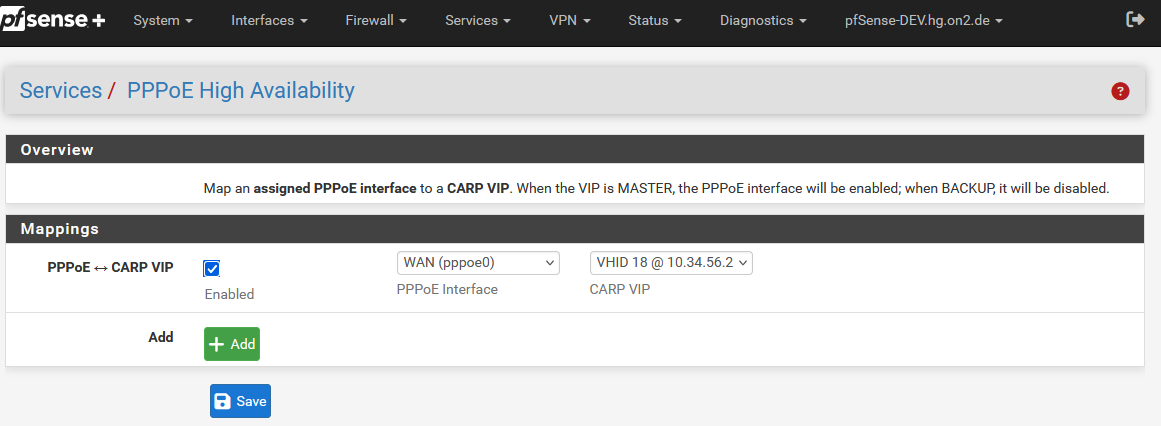 pfsense+ System Interfaces Firewall Services VPN Status Diagnostics pfSense-DEV.hg.on2.de
Services / PPPoE High Availability ?
Overview
Map an assigned PPPoE interface to a CARP VIP. When the VIP is MASTER, the PPPoE interface will be enabled; when BACKUP, it will be disabled.
Mappings
PPPoE ↔ CARP VIP WAN (pppoe0) VHID 18 @ 10.34.56.2
Enabled PPPoE Interface CARP VIP
Add + Add
Save